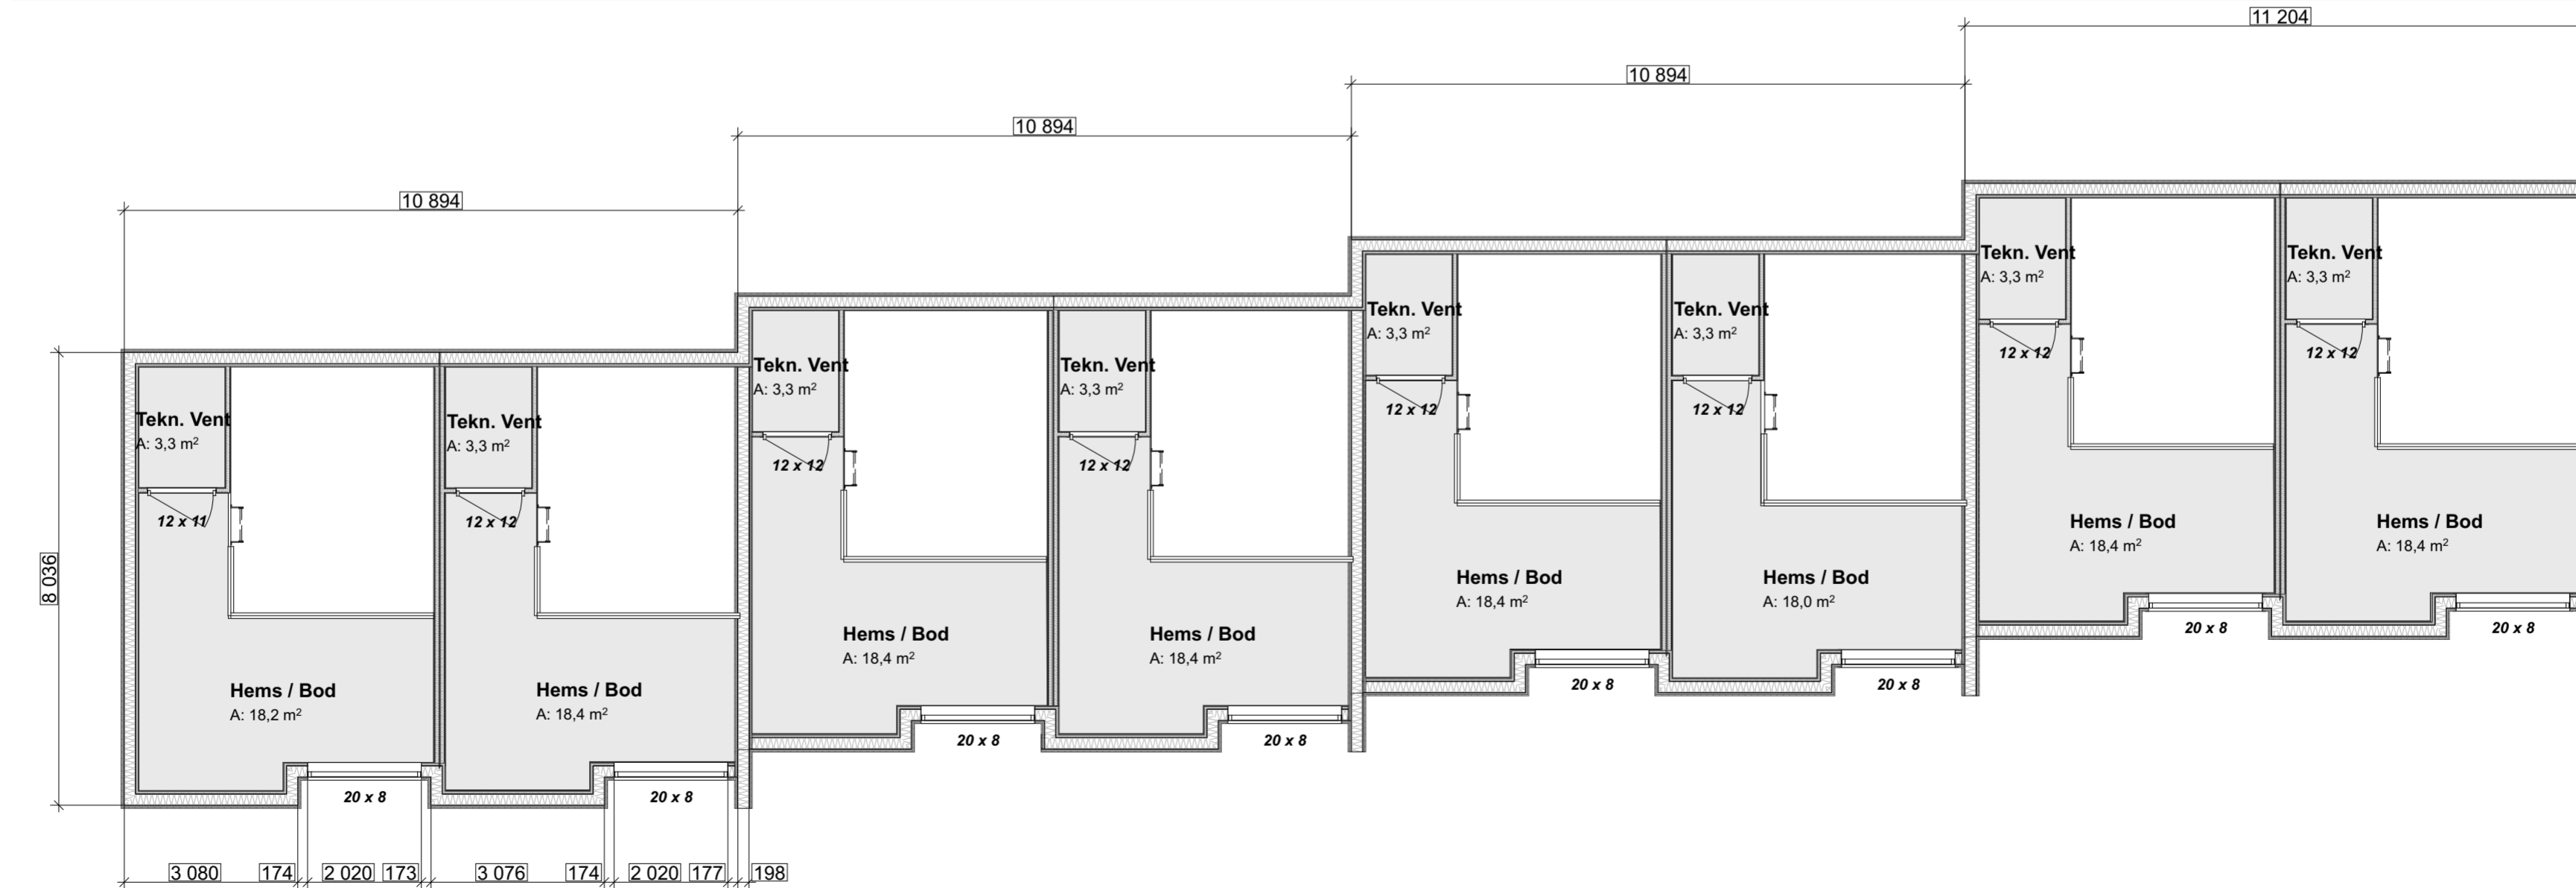 11 204
10 894
10 894
10 894
Tekn. Vent
A: 3,3 m²
Tekn. Vent
A: 3,3 m²
12 x 12
12 x 12
Tekn. Vent
A: 3,3 m²
Tekn. Vent
A: 3,3 m²
12 x 12
12 x 12
Tekn. Vent
A: 3,3 m²
Tekn. Vent
A: 3,3 m²
12 x 12
12 x 12
Tekn. Vent
A: 3,3 m²
Tekn. Vent
A: 3,3 m²
12 x 11
12 x 12
8 036
Hems / Bod
A: 18,4 m²
Hems / Bod
A: 18,4 m²
20 x 8
20 x 8
Hems / Bod
A: 18,4 m²
Hems / Bod
A: 18,0 m²
20 x 8
20 x 8
Hems / Bod
A: 18,4 m²
Hems / Bod
A: 18,4 m²
20 x 8
20 x 8
Hems / Bod
A: 18,2 m²
Hems / Bod
A: 18,4 m²
20 x 8
20 x 8
3 080 174 2 020 173 3 076 174 2 020 177 198